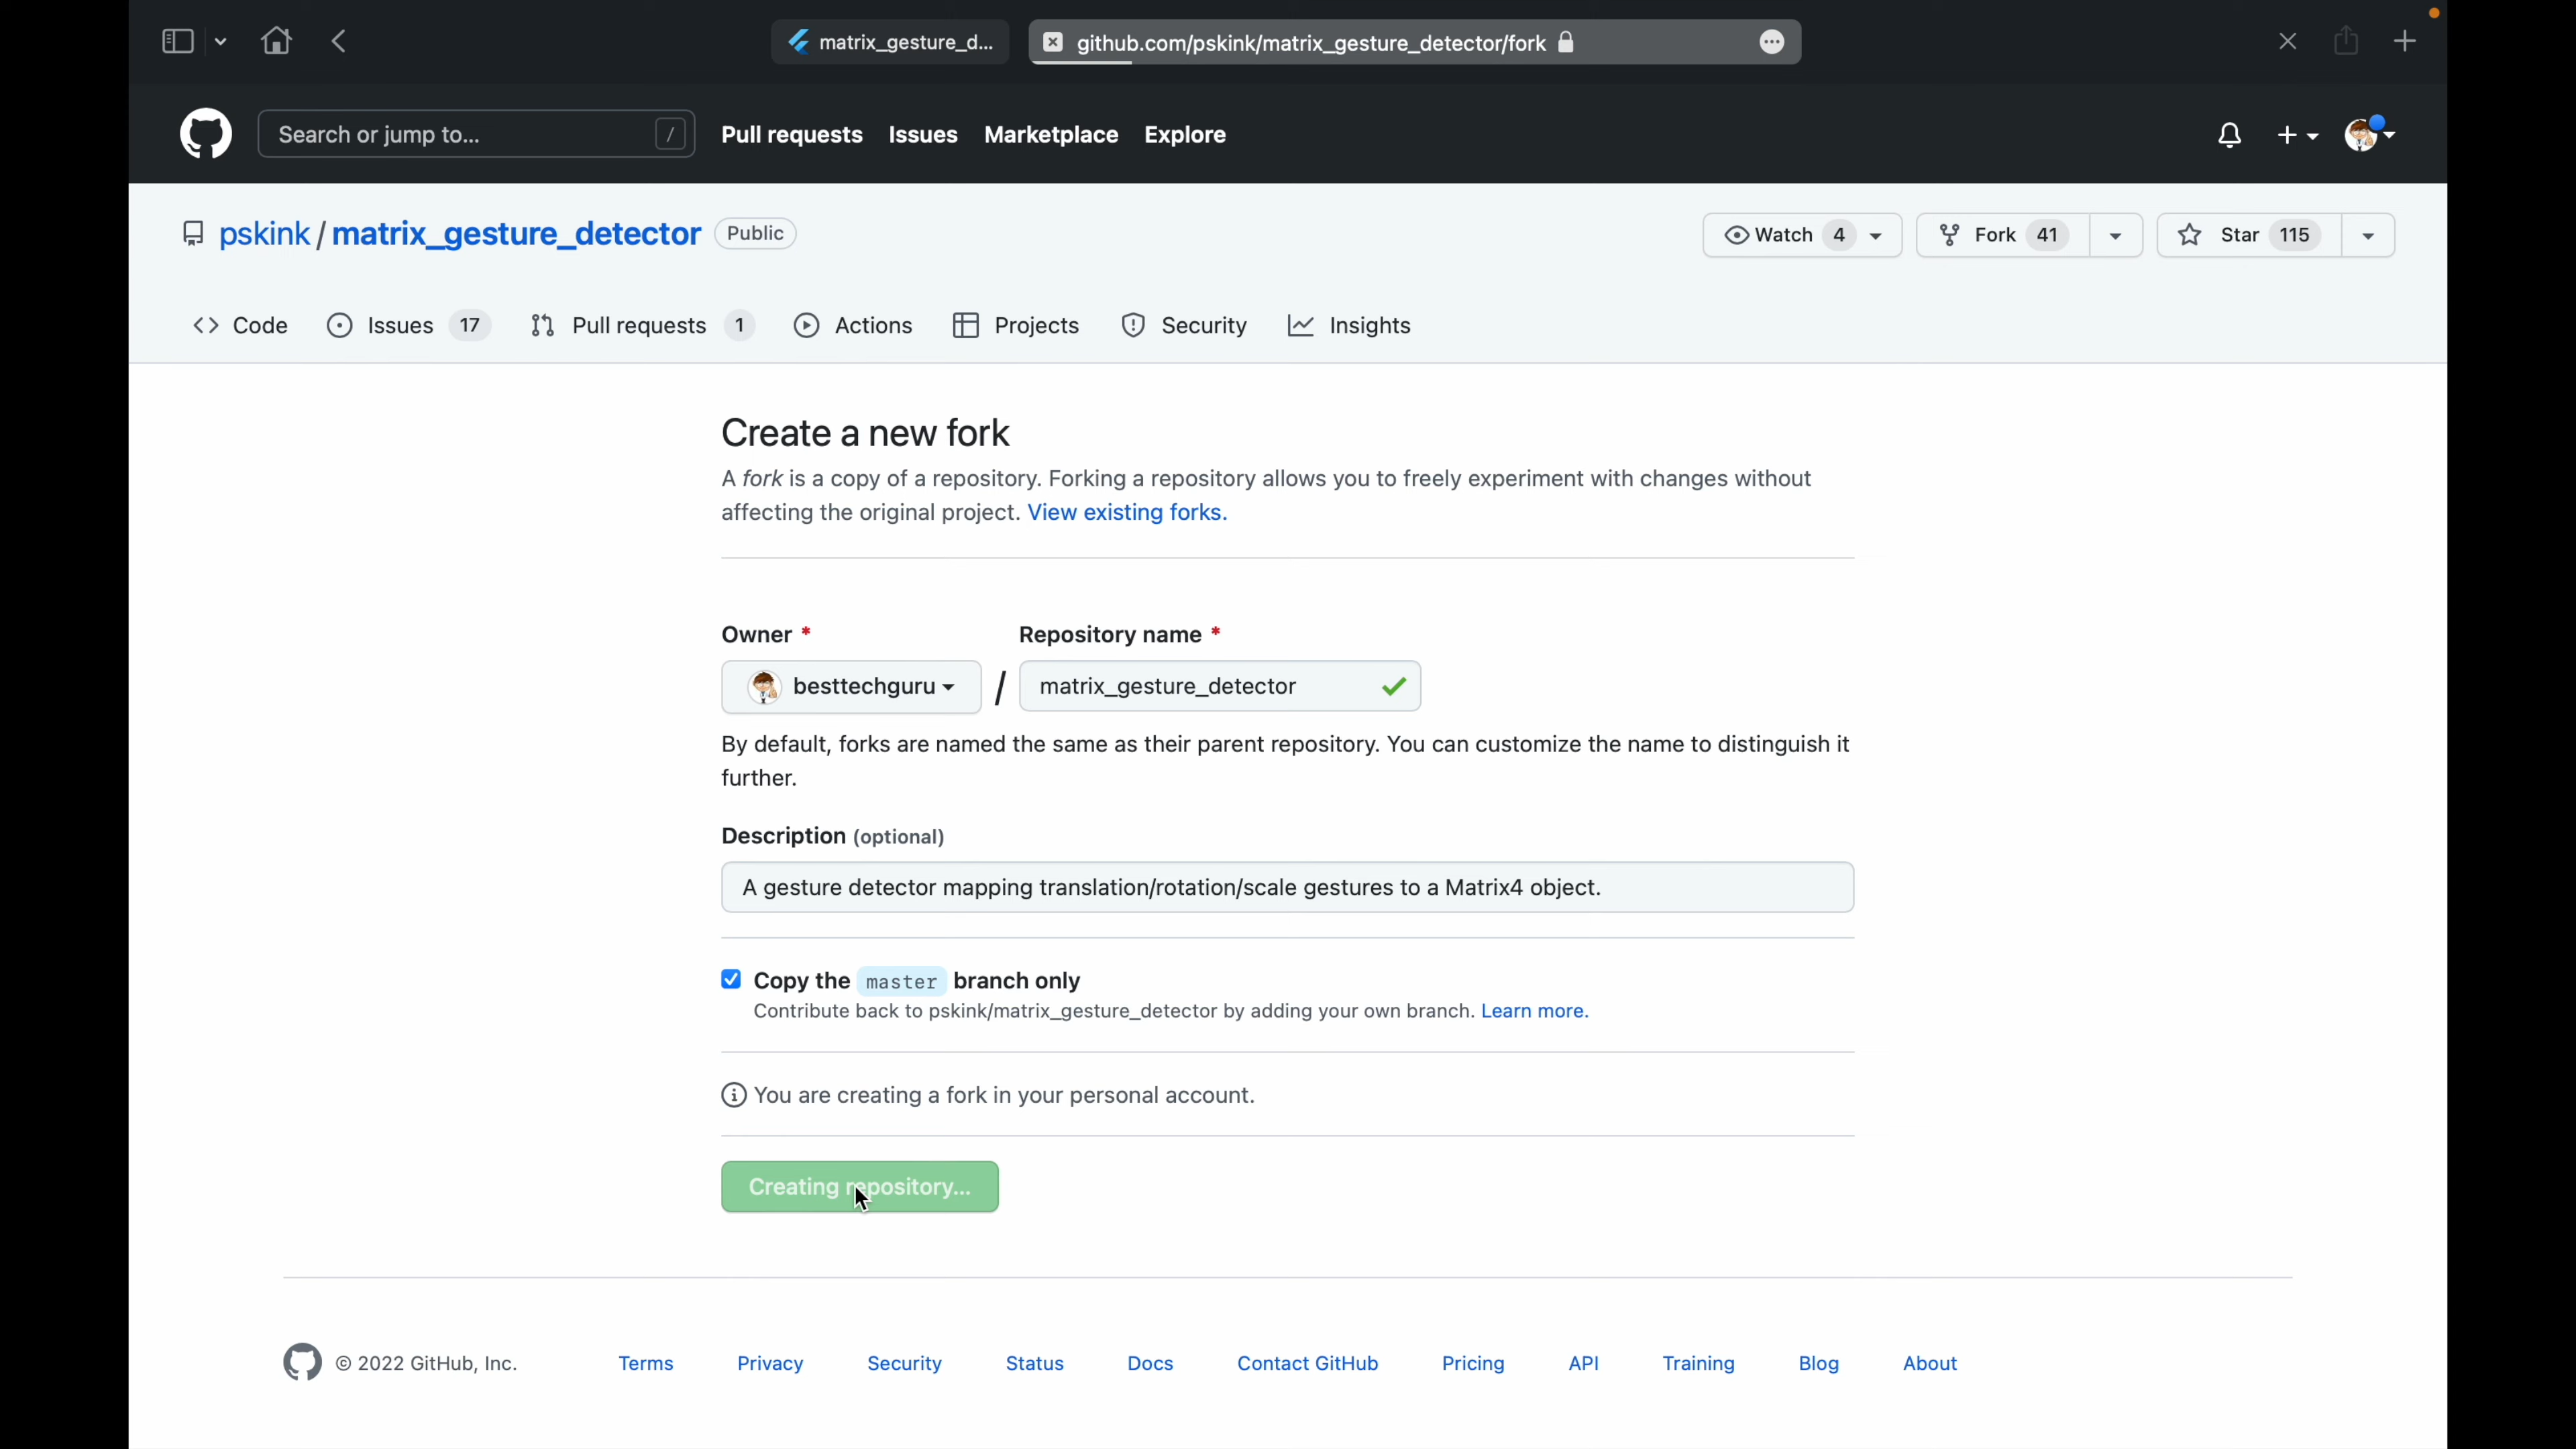 matrix_gesture_d...
github.com/pskink/matrix_gesture_detector/fork
Search or jump to...
/
Pull requests
Issues
Marketplace
Explore
pskink / matrix_gesture_detector
Public
Watch 4
Fork 41
Star 115
Code
Issues 17
Pull requests 1
Actions
Projects
Security
Insights
Create a new fork
A fork is a copy of a repository. Forking a repository allows you to freely experiment with changes without
affecting the original project. View existing forks.
Owner *
Repository name *
besttechguru
/
matrix_gesture_detector
By default, forks are named the same as their parent repository. You can customize the name to distinguish it
further.
Description (optional)
A gesture detector mapping translation/rotation/scale gestures to a Matrix4 object.
Copy the master branch only
Contribute back to pskink/matrix_gesture_detector by adding your own branch. Learn more.
You are creating a fork in your personal account.
Creating repository...
© 2022 GitHub, Inc.
Terms
Privacy
Security
Status
Docs
Contact GitHub
Pricing
API
Training
Blog
About